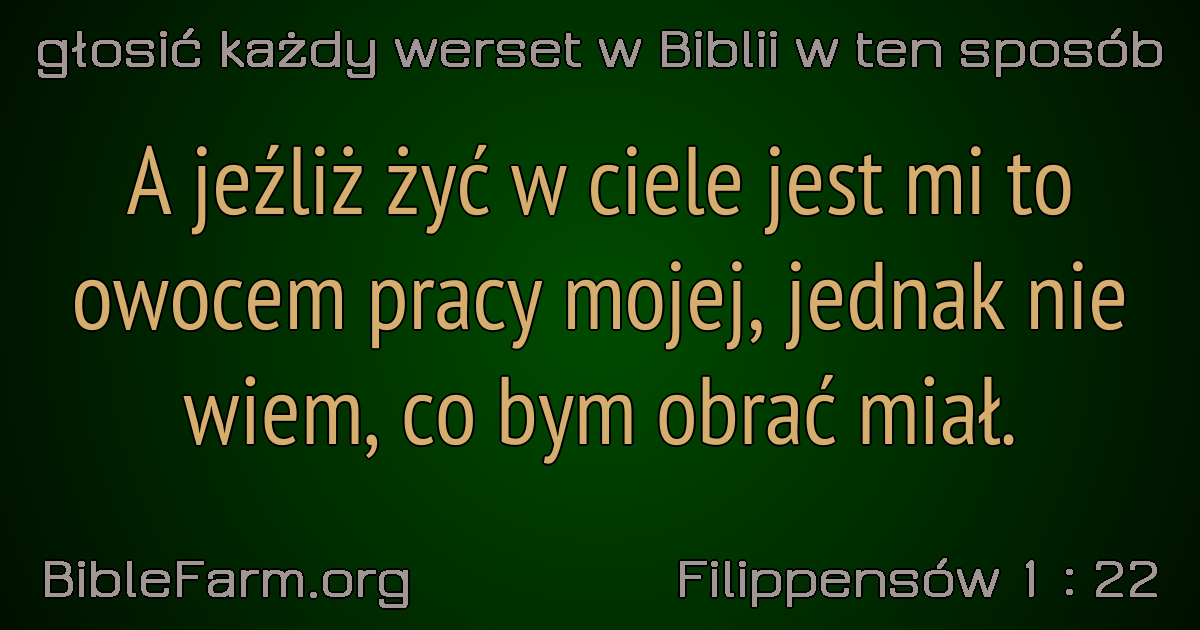 głosić każdy werset w Biblii w ten sposób
A jeźliż żyć w ciele jest mi to
owocem pracy mojej, jednak nie
wiem, co bym obrać miał.
BibleFarm.org
Filippensów 1 : 22